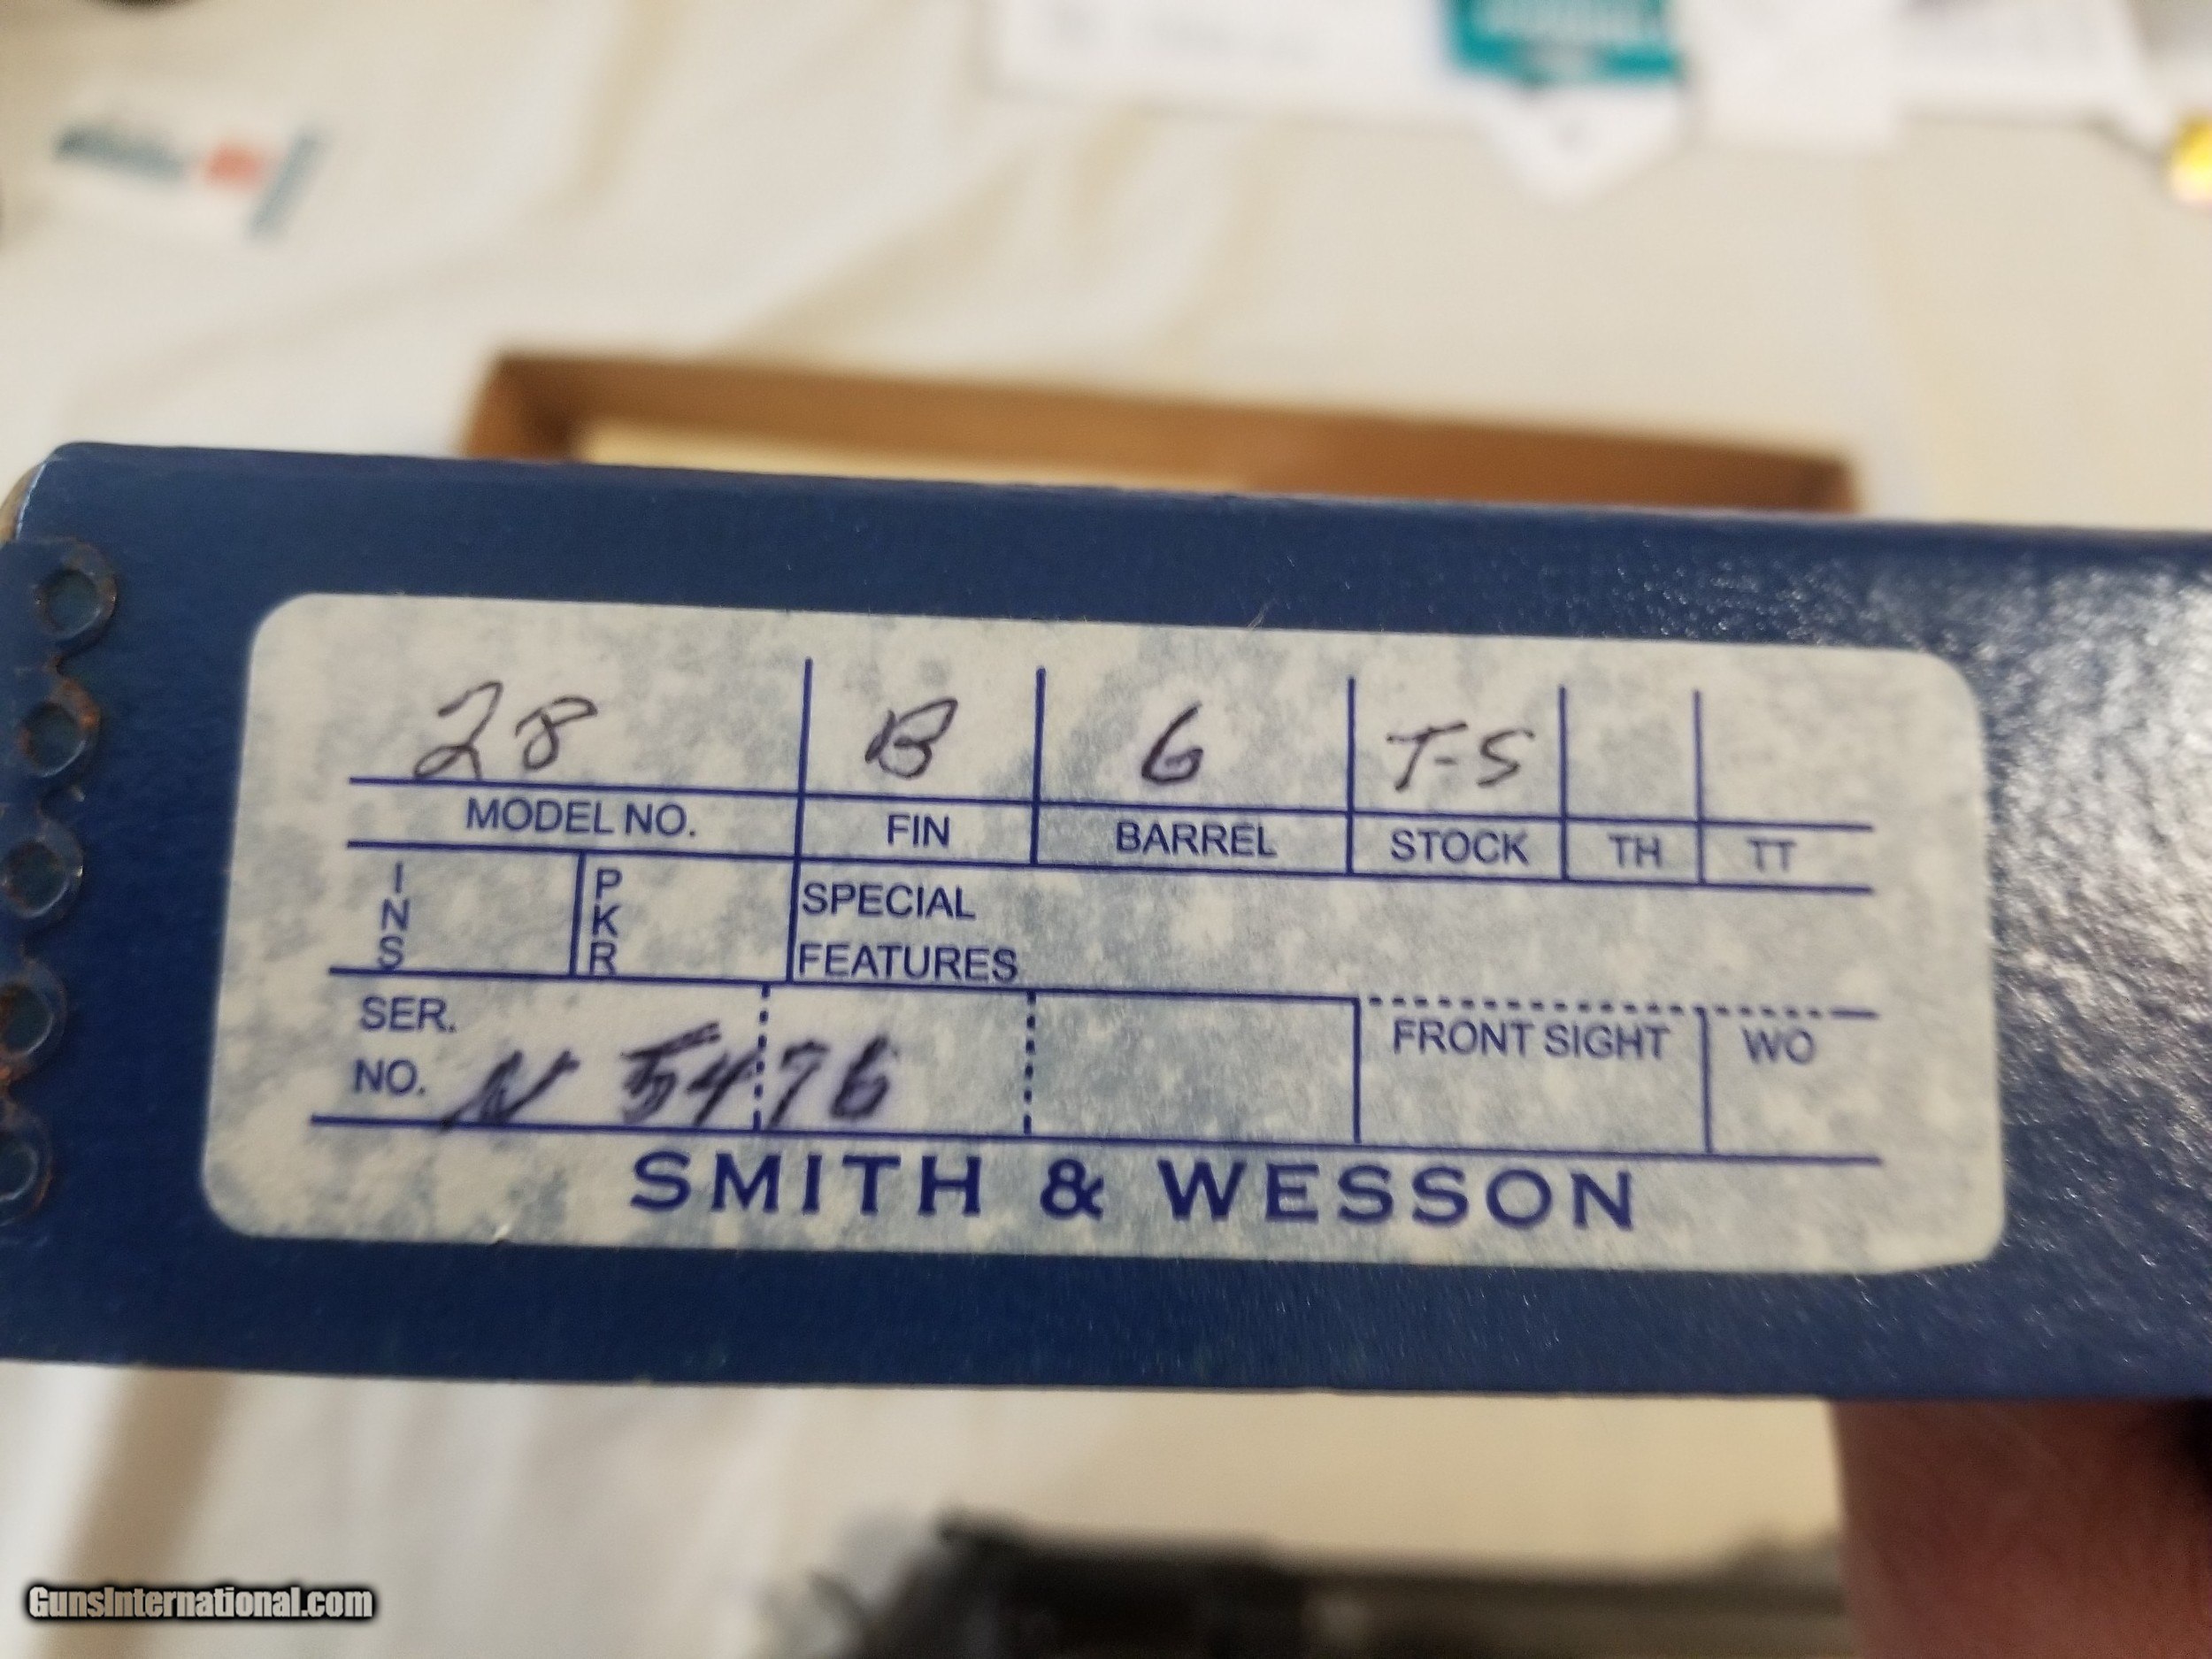 28 B 6 T-S
MODEL NO. FIN BARREL STOCK TH TT
INS PKR SPECIAL
FEATURES
SER.
NO. N 5476
FRONT SIGHT WO
SMITH & WESSON
GunsInternational.com